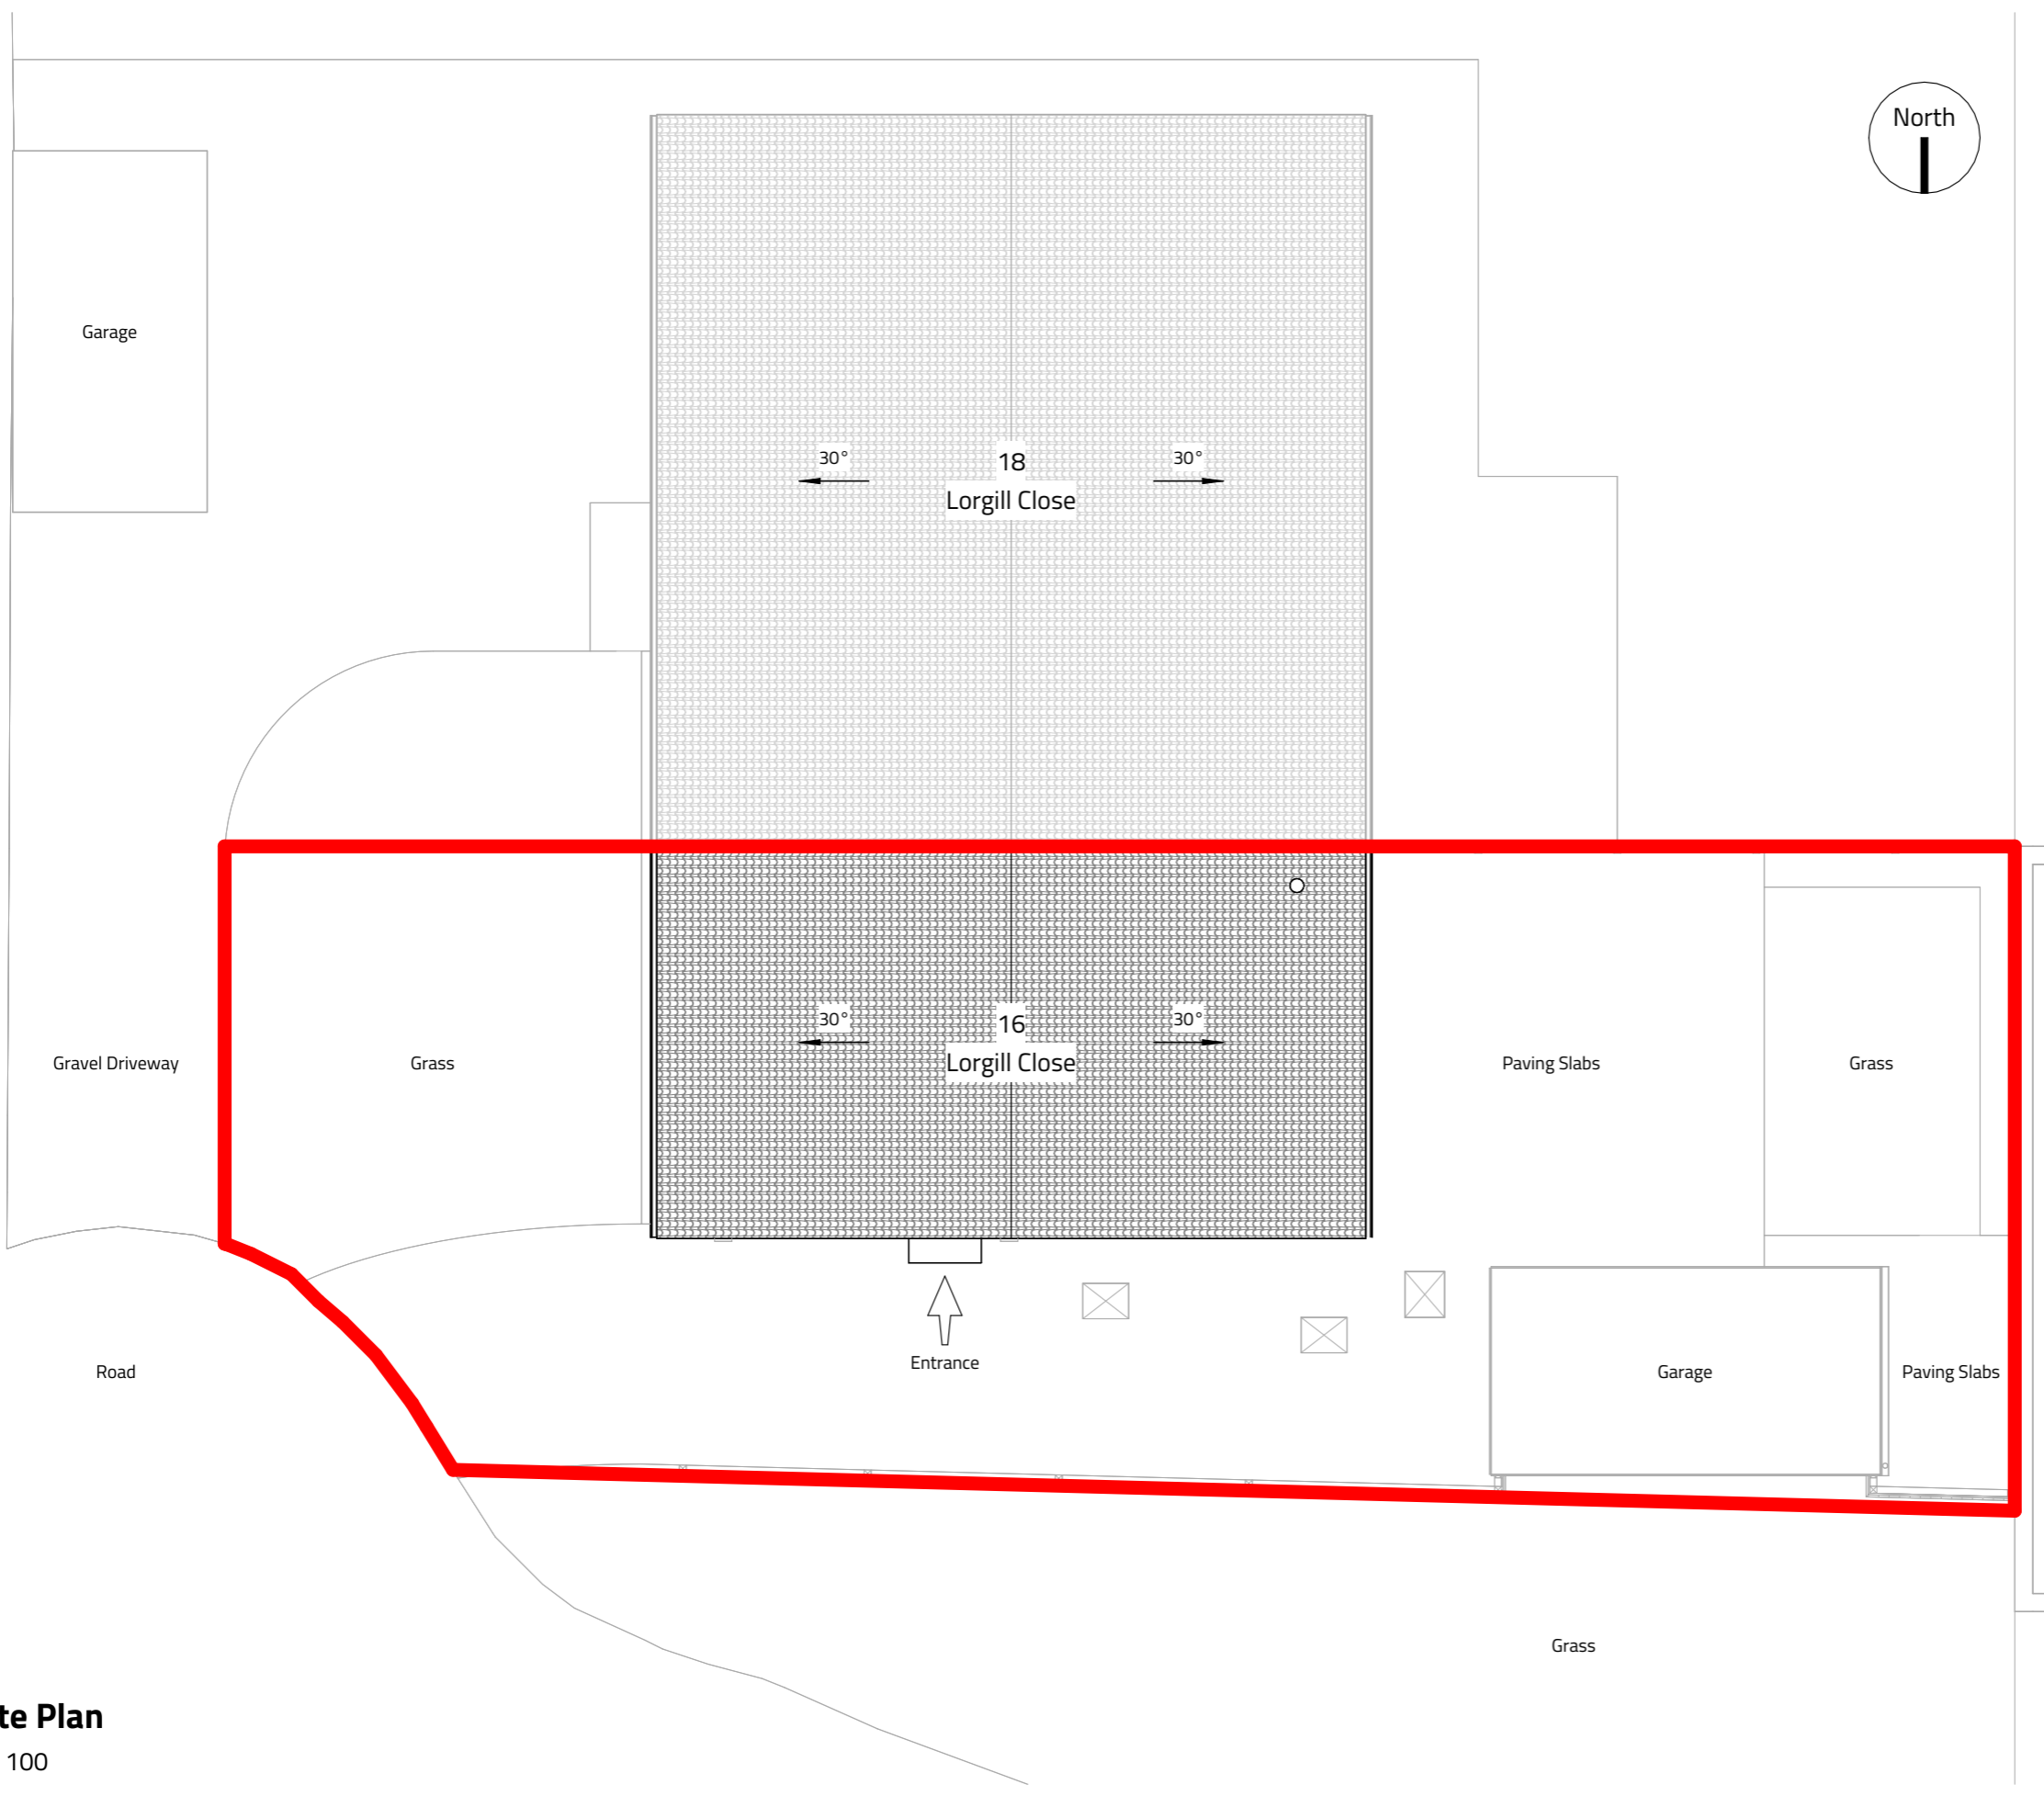 North
Garage
30°
18
30°
Lorgill Close
30°
16
30°
Lorgill Close
Gravel Driveway
Grass
Paving Slabs
Grass
Entrance
Road
Garage
Paving Slabs
Grass
te Plan
100